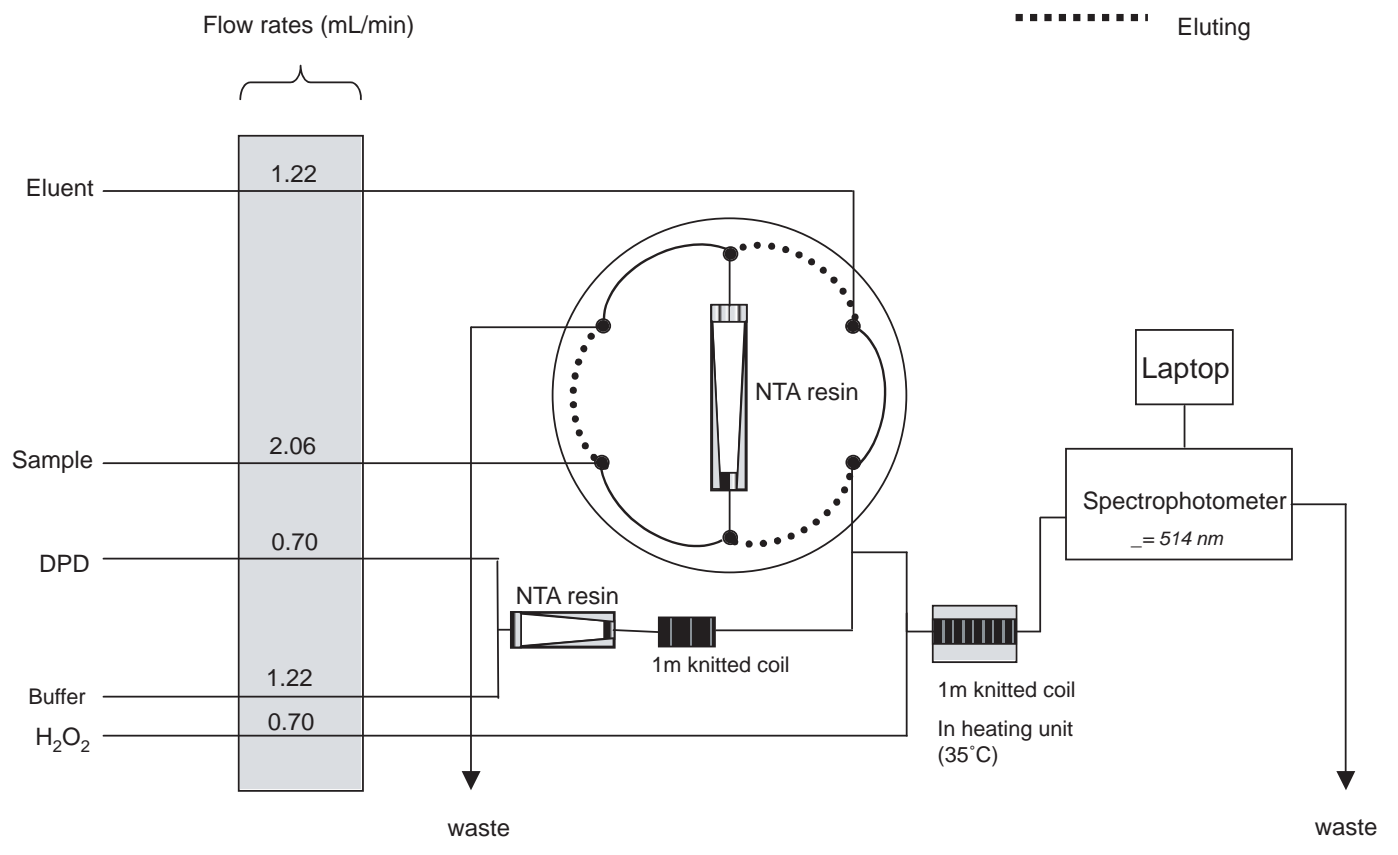 Flow rates (mL/min)
Eluting
Eluent
1.22
NTA resin
Laptop
Sample
2.06
Spectrophotometer
_= 514 nm
DPD
0.70
NTA resin
1m knitted coil
Buffer
1.22
1m knitted coil
In heating unit
(35˚C)
H₂O₂
0.70
waste
waste